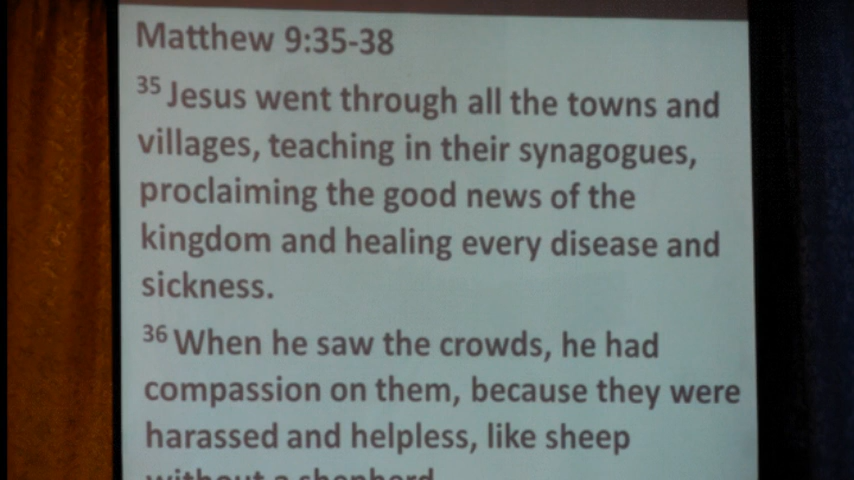 Matthew 9:35-38
35 Jesus went through all the towns and
villages, teaching in their synagogues,
proclaiming the good news of the
kingdom and healing every disease and
sickness.
36 When he saw the crowds, he had
compassion on them, because they were
harassed and helpless, like sheep
without a shepherd